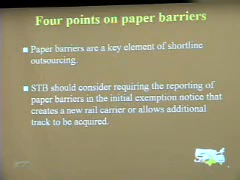 Four points on paper barriers
Paper barriers are a key element of shortline
outsourcing.
STB should consider requiring the reporting of
paper barriers in the initial exemption notice that
creates a new rail carrier or allows additional
track to be acquired.